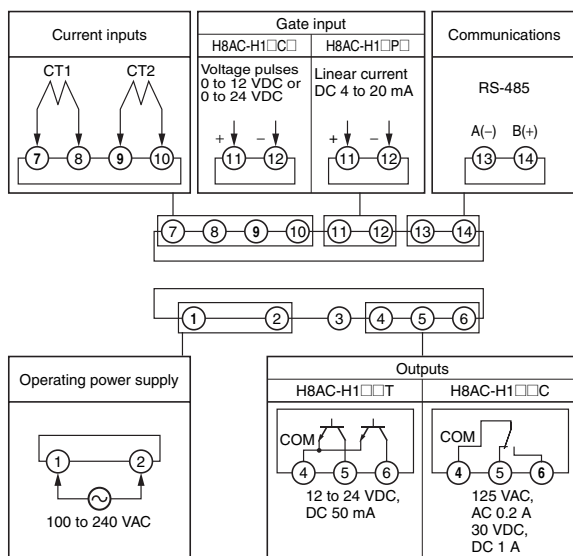 Current inputs
CT1 CT2
7 8 9 10
Gate input
H8AC-H1□C□ H8AC-H1□P□
Voltage pulses
0 to 12 VDC or
0 to 24 VDC
+ −
11 12
Linear current
DC 4 to 20 mA
+ −
11 12
Communications
RS-485
A(−) B(+)
13 14
7 8 9 10 11 12 13 14
1 2 3 4 5 6
Operating power supply
1 2
100 to 240 VAC
Outputs
H8AC-H1□□T H8AC-H1□□C
COM
4 5 6
12 to 24 VDC,
DC 50 mA
COM
4 5 6
125 VAC,
AC 0.2 A
30 VDC,
DC 1 A